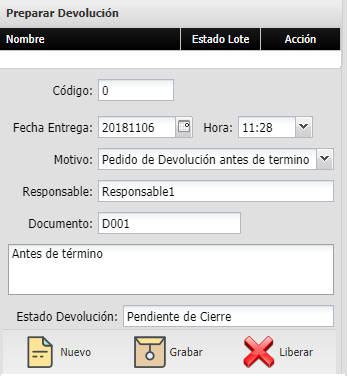 Preparar Devolución
Nombre Estado Lote Acción
Código: 0
Fecha Entrega: 20181106 Hora: 11:28
Motivo: Pedido de Devolución antes de termino
Responsable: Responsable1
Documento: D001
Antes de término
Estado Devolución: Pendiente de Cierre
Nuevo Grabar Liberar